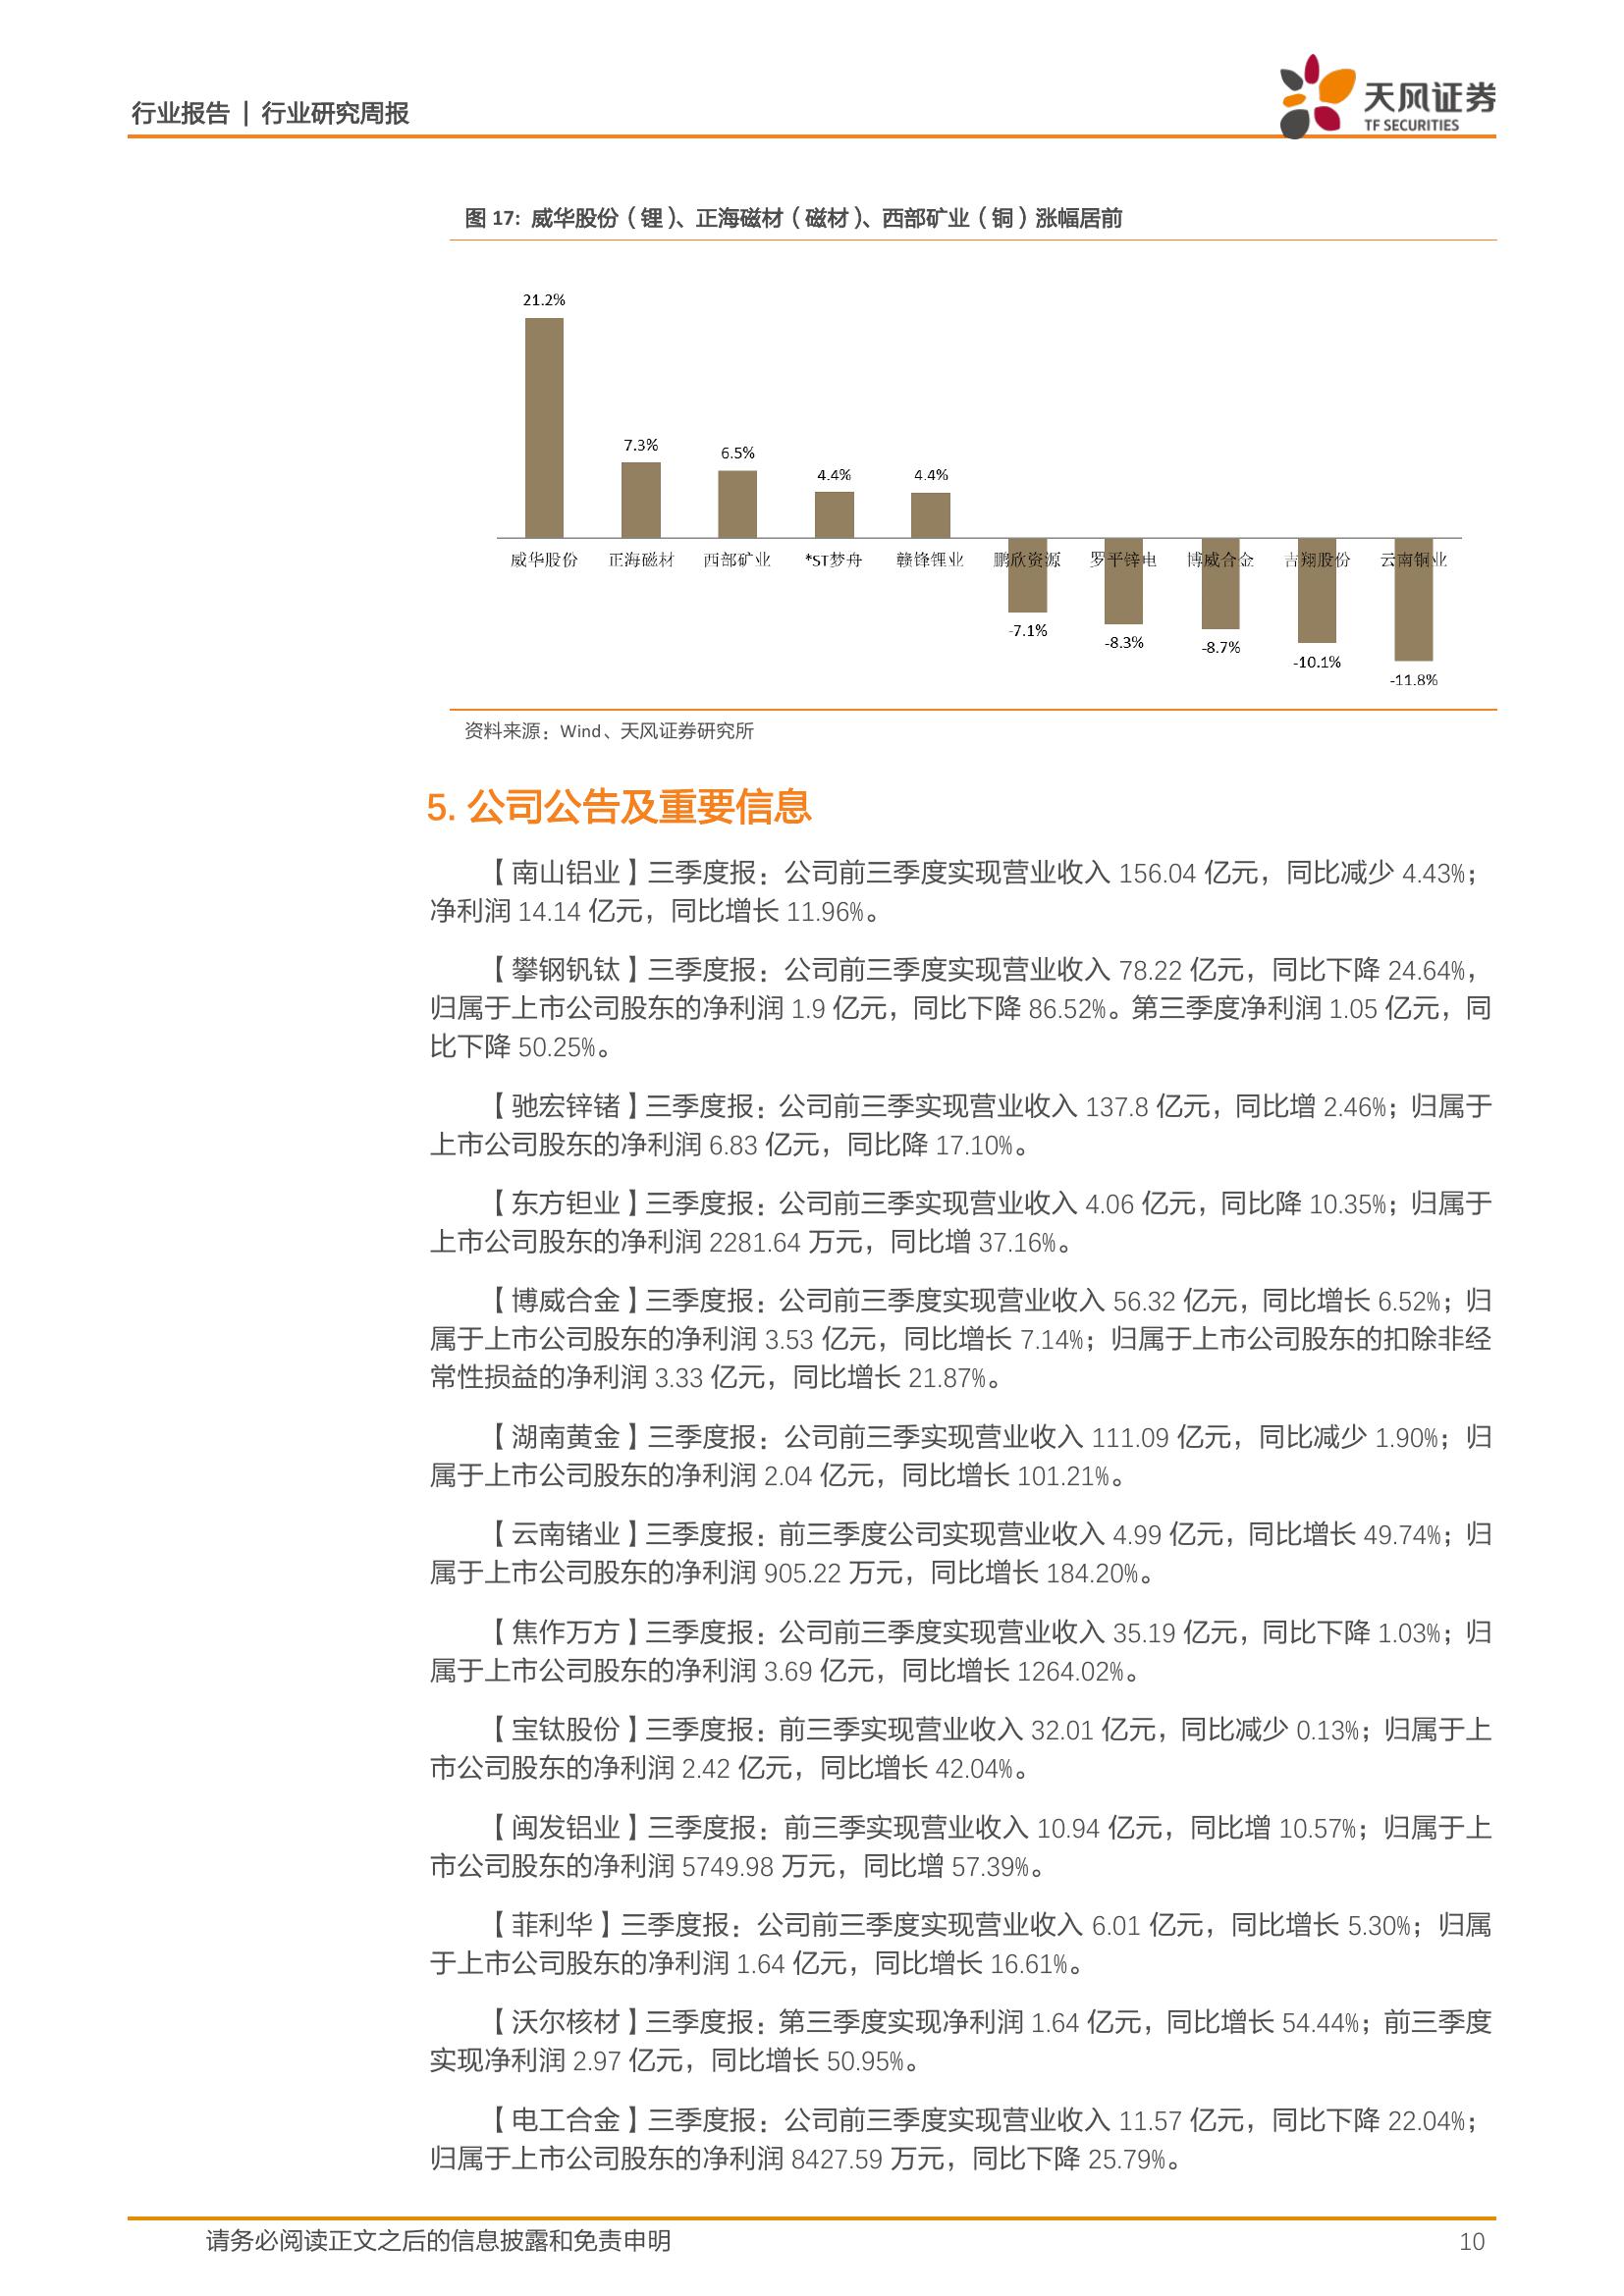 行业报告 | 行业研究周报
天风证券
TF SECURITIES
图 17: 威华股份（锂）、正海磁材（磁材）、西部矿业（铜）涨幅居前
21.2%
7.3%
6.5%
4.4%
4.4%
威华股份 正海磁材 西部矿业 *ST梦舟 赣锋锂业 鹏欣资源 罗平锌电 博威合金 吉翔股份 云南铜业
-7.1%
-8.3%
-8.7%
-10.1%
-11.8%
资料来源：Wind、天风证券研究所
5. 公司公告及重要信息
【南山铝业】三季度报：公司前三季度实现营业收入 156.04 亿元，同比减少 4.43%；
净利润 14.14 亿元，同比增长 11.96%。
【攀钢钒钛】三季度报：公司前三季度实现营业收入 78.22 亿元，同比下降 24.64%，
归属于上市公司股东的净利润 1.9 亿元，同比下降 86.52%。第三季度净利润 1.05 亿元，同
比下降 50.25%。
【驰宏锌锗】三季度报：公司前三季实现营业收入 137.8 亿元，同比增 2.46%；归属于
上市公司股东的净利润 6.83 亿元，同比降 17.10%。
【东方钽业】三季度报：公司前三季实现营业收入 4.06 亿元，同比降 10.35%；归属于
上市公司股东的净利润 2281.64 万元，同比增 37.16%。
【博威合金】三季度报：公司前三季度实现营业收入 56.32 亿元，同比增长 6.52%；归
属于上市公司股东的净利润 3.53 亿元，同比增长 7.14%；归属于上市公司股东的扣除非经
常性损益的净利润 3.33 亿元，同比增长 21.87%。
【湖南黄金】三季度报：公司前三季实现营业收入 111.09 亿元，同比减少 1.90%；归
属于上市公司股东的净利润 2.04 亿元，同比增长 101.21%。
【云南锗业】三季度报：前三季度公司实现营业收入 4.99 亿元，同比增长 49.74%；归
属于上市公司股东的净利润 905.22 万元，同比增长 184.20%。
【焦作万方】三季度报：公司前三季度实现营业收入 35.19 亿元，同比下降 1.03%；归
属于上市公司股东的净利润 3.69 亿元，同比增长 1264.02%。
【宝钛股份】三季度报：前三季实现营业收入 32.01 亿元，同比减少 0.13%；归属于上
市公司股东的净利润 2.42 亿元，同比增长 42.04%。
【闽发铝业】三季度报：前三季实现营业收入 10.94 亿元，同比增 10.57%；归属于上
市公司股东的净利润 5749.98 万元，同比增 57.39%。
【菲利华】三季度报：公司前三季度实现营业收入 6.01 亿元，同比增长 5.30%；归属
于上市公司股东的净利润 1.64 亿元，同比增长 16.61%。
【沃尔核材】三季度报：第三季度实现净利润 1.64 亿元，同比增长 54.44%；前三季度
实现净利润 2.97 亿元，同比增长 50.95%。
【电工合金】三季度报：公司前三季度实现营业收入 11.57 亿元，同比下降 22.04%；
归属于上市公司股东的净利润 8427.59 万元，同比下降 25.79%。
请务必阅读正文之后的信息披露和免责申明
10